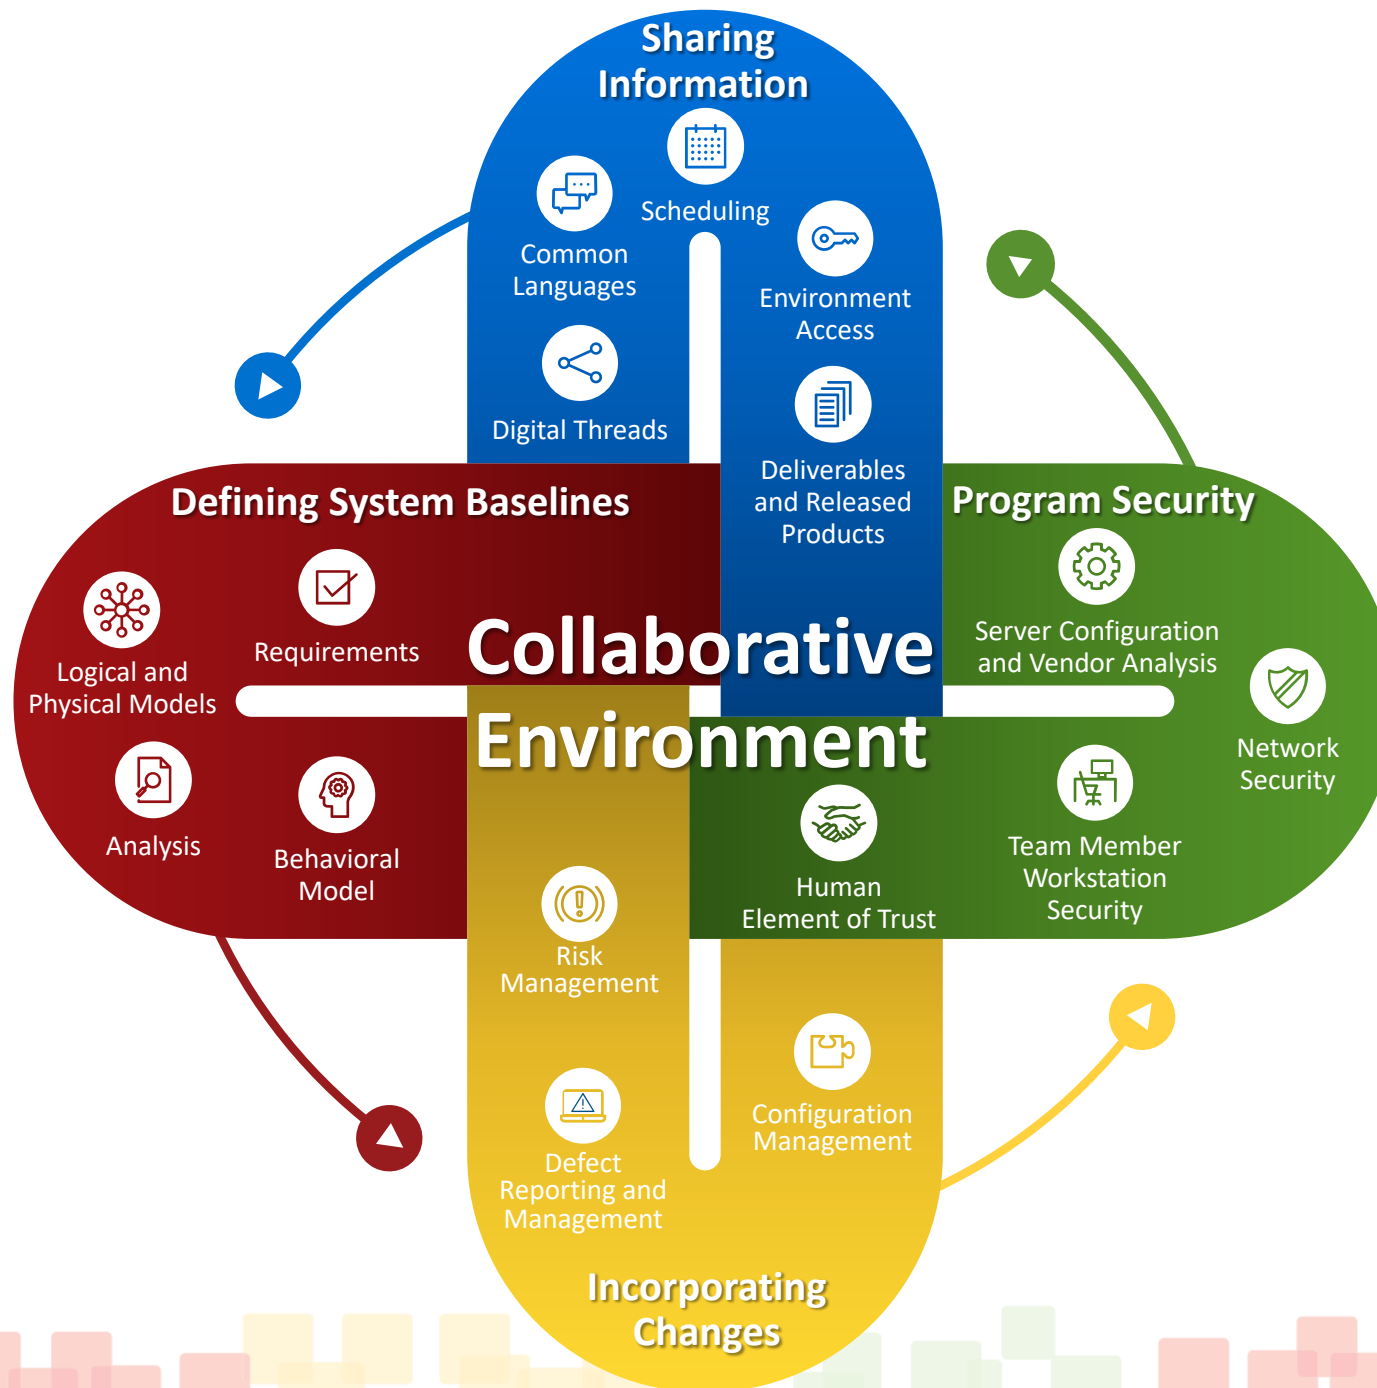 Sharing
Information
Scheduling
Common
Languages
Environment
Access
Digital Threads
Deliverables
and Released
Products
Defining System Baselines
Requirements
Logical and
Physical Models
Analysis
Behavioral
Model
Program Security
Server Configuration
and Vendor Analysis
Network
Security
Team Member
Workstation
Security
Human
Element of Trust
Collaborative
Environment
Risk
Management
Configuration
Management
Defect
Reporting and
Management
Incorporating
Changes